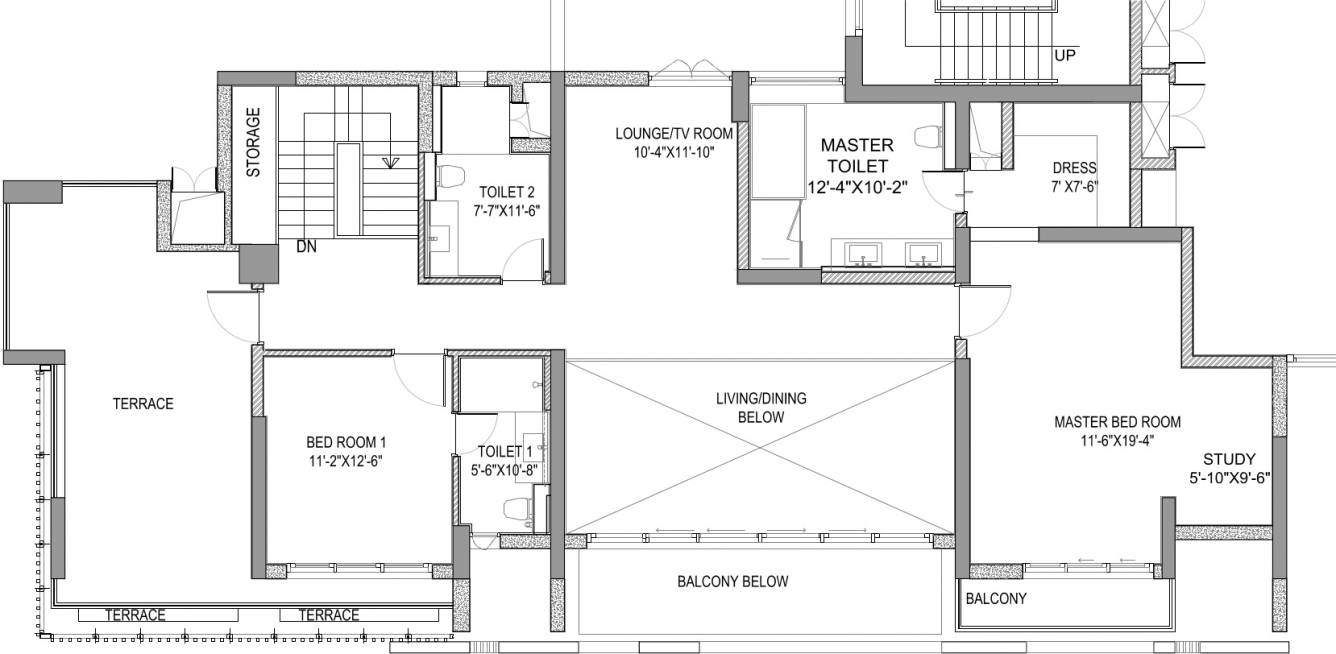 UP
STORAGE
DN
TOILET 2
7'-7"X11'-6"
LOUNGE/TV ROOM
10'-4"X11'-10"
MASTER
TOILET
12'-4"X10'-2"
DRESS
7' X7'-6"
TERRACE
BED ROOM 1
11'-2"X12'-6"
TOILET 1
5'-6"X10'-8"
LIVING/DINING
BELOW
MASTER BED ROOM
11'-6"X19'-4"
STUDY
5'-10"X9'-6"
BALCONY BELOW
BALCONY
TERRACE
TERRACE